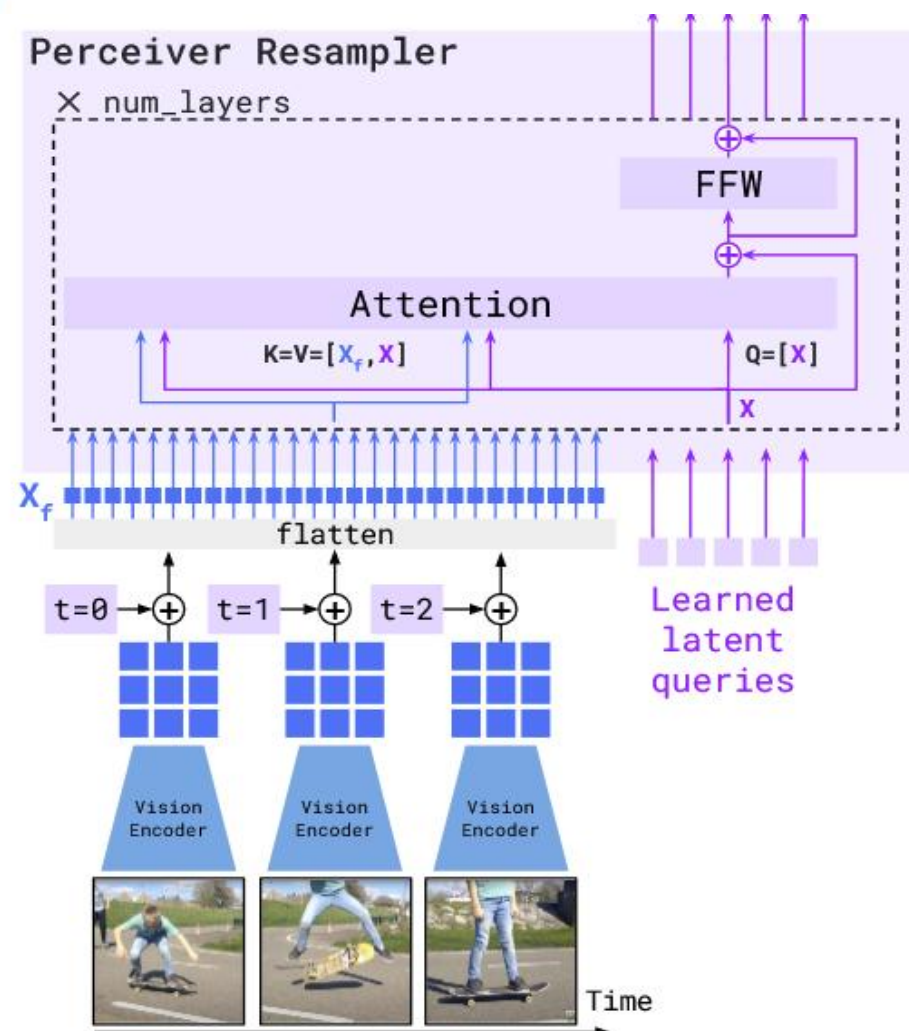 Perceiver Resampler
× num_layers
FFW
Attention
K=V=[Xf,X]
Q=[X]
X
Xf
flatten
t=0
t=1
t=2
Learned
latent
queries
Vision
Encoder
Vision
Encoder
Vision
Encoder
Time